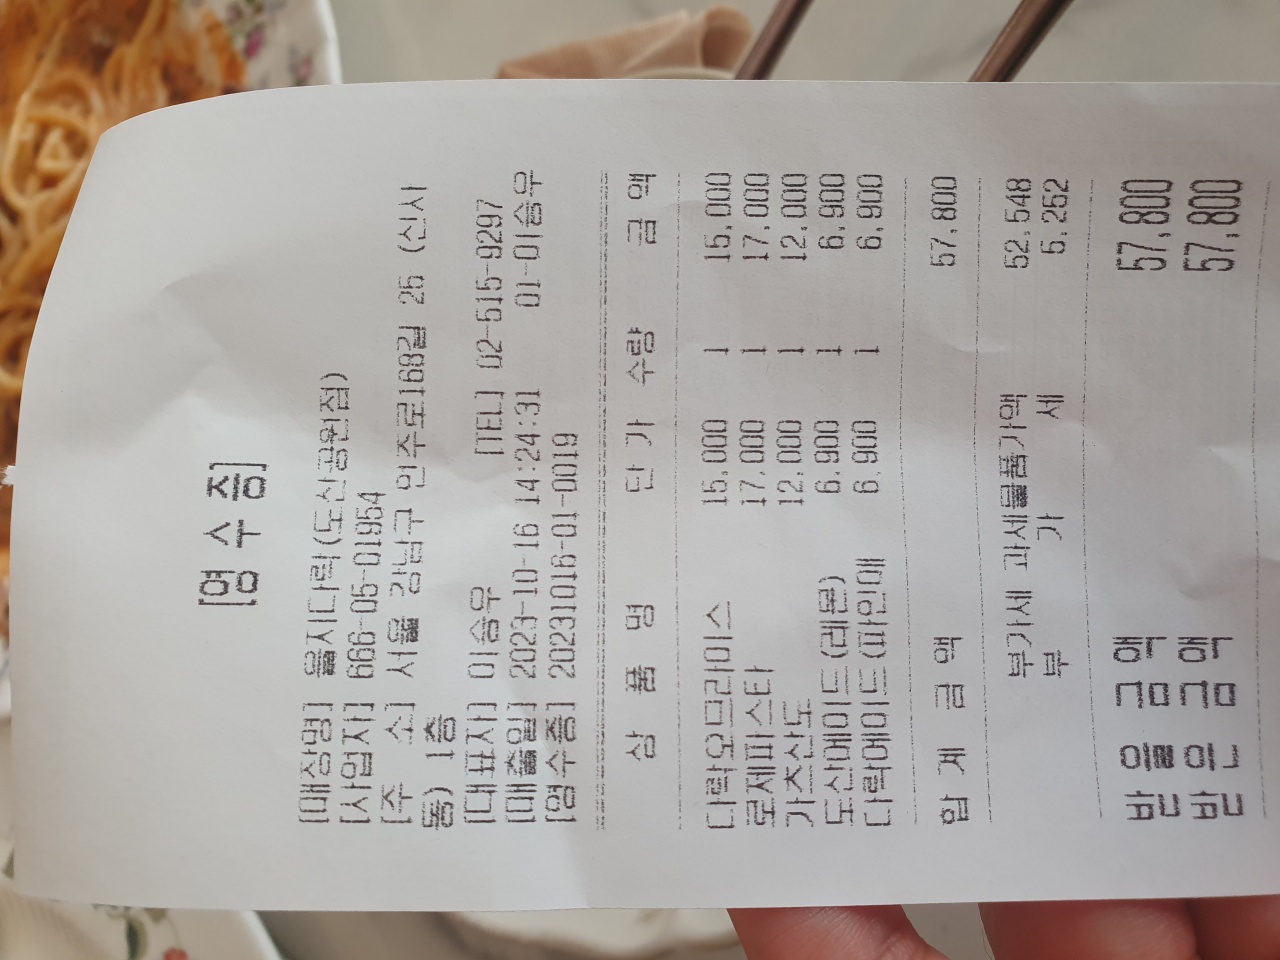 [영 수 증]
[매장명] 을지다락(도산공원점)
[사업자] 666-05-01954
[주 소] 서울 강남구 언주로168길 26 (신사
동) 1층
[대표자] 이승우 [TEL] 02-515-9297
[매출일] 2023-10-16 14:24:31 01-이승우
[영수증] 20231016-01-0019
상 품 명 단 가 수량 금 액
다락오므라이스 15,000 1 15,000
로제파스타 17,000 1 17,000
가츠산도 12,000 1 12,000
도산에이드(레몬) 6,900 1 6,900
다락에이드(파인애 6,900 1 6,900
합 계 금 액 57,800
부가세 과세물품가액 52,548
부 가 세 5,252
받을금액 57,800
받은금액 57,800